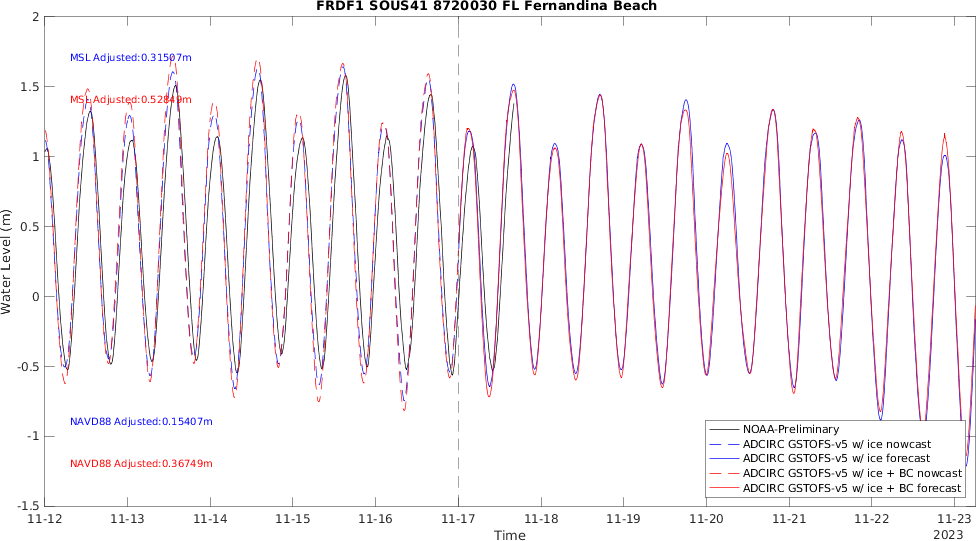 FRDF1 SOUS41 8720030 FL Fernandina Beach
2
MSL Adjusted:0.31507m
1.5
MSL Adjusted:0.52849m
1
0.5
Water Level (m)
0
-0.5
NAVD88 Adjusted:0.15407m
-1
NAVD88 Adjusted:0.36749m
-1.5
NOAA-Preliminary
ADCIRC GSTOFS-v5 w/ ice nowcast
ADCIRC GSTOFS-v5 w/ ice forecast
ADCIRC GSTOFS-v5 w/ ice + BC nowcast
ADCIRC GSTOFS-v5 w/ ice + BC forecast
11-12 11-13 11-14 11-15 11-16 11-17 11-18 11-19 11-20 11-21 11-22 11-23
Time
2023